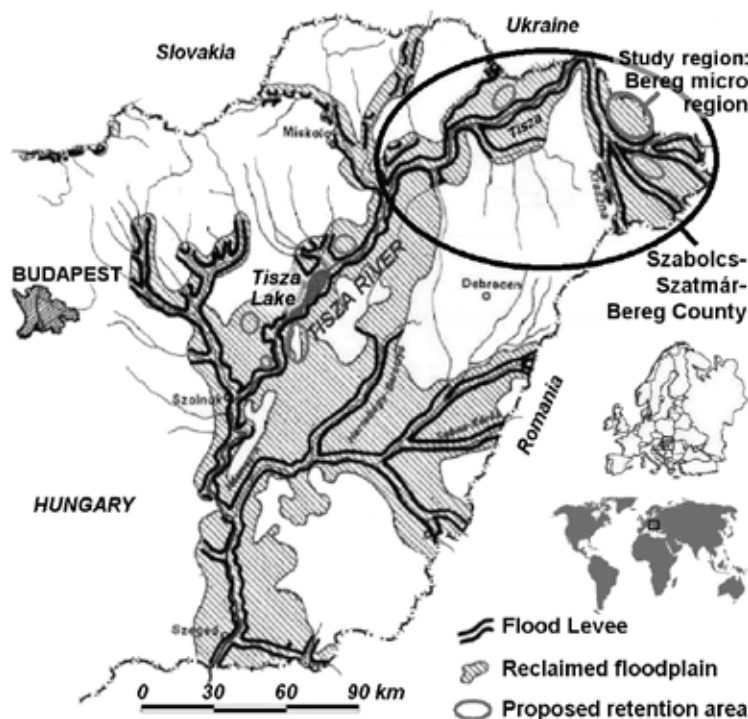 Slovakia
Ukraine
Study region:
Bereg micro
region
Miskolc
Tisza
Szabolcs-
Szatmár-
Bereg County
BUDAPEST
Tisza
Lake
TISZA RIVER
Debrecen
Szolnok
Romania
HUNGARY
Szeged
Flood Levee
Reclaimed floodplain
Proposed retention area
0 30 60 90 km